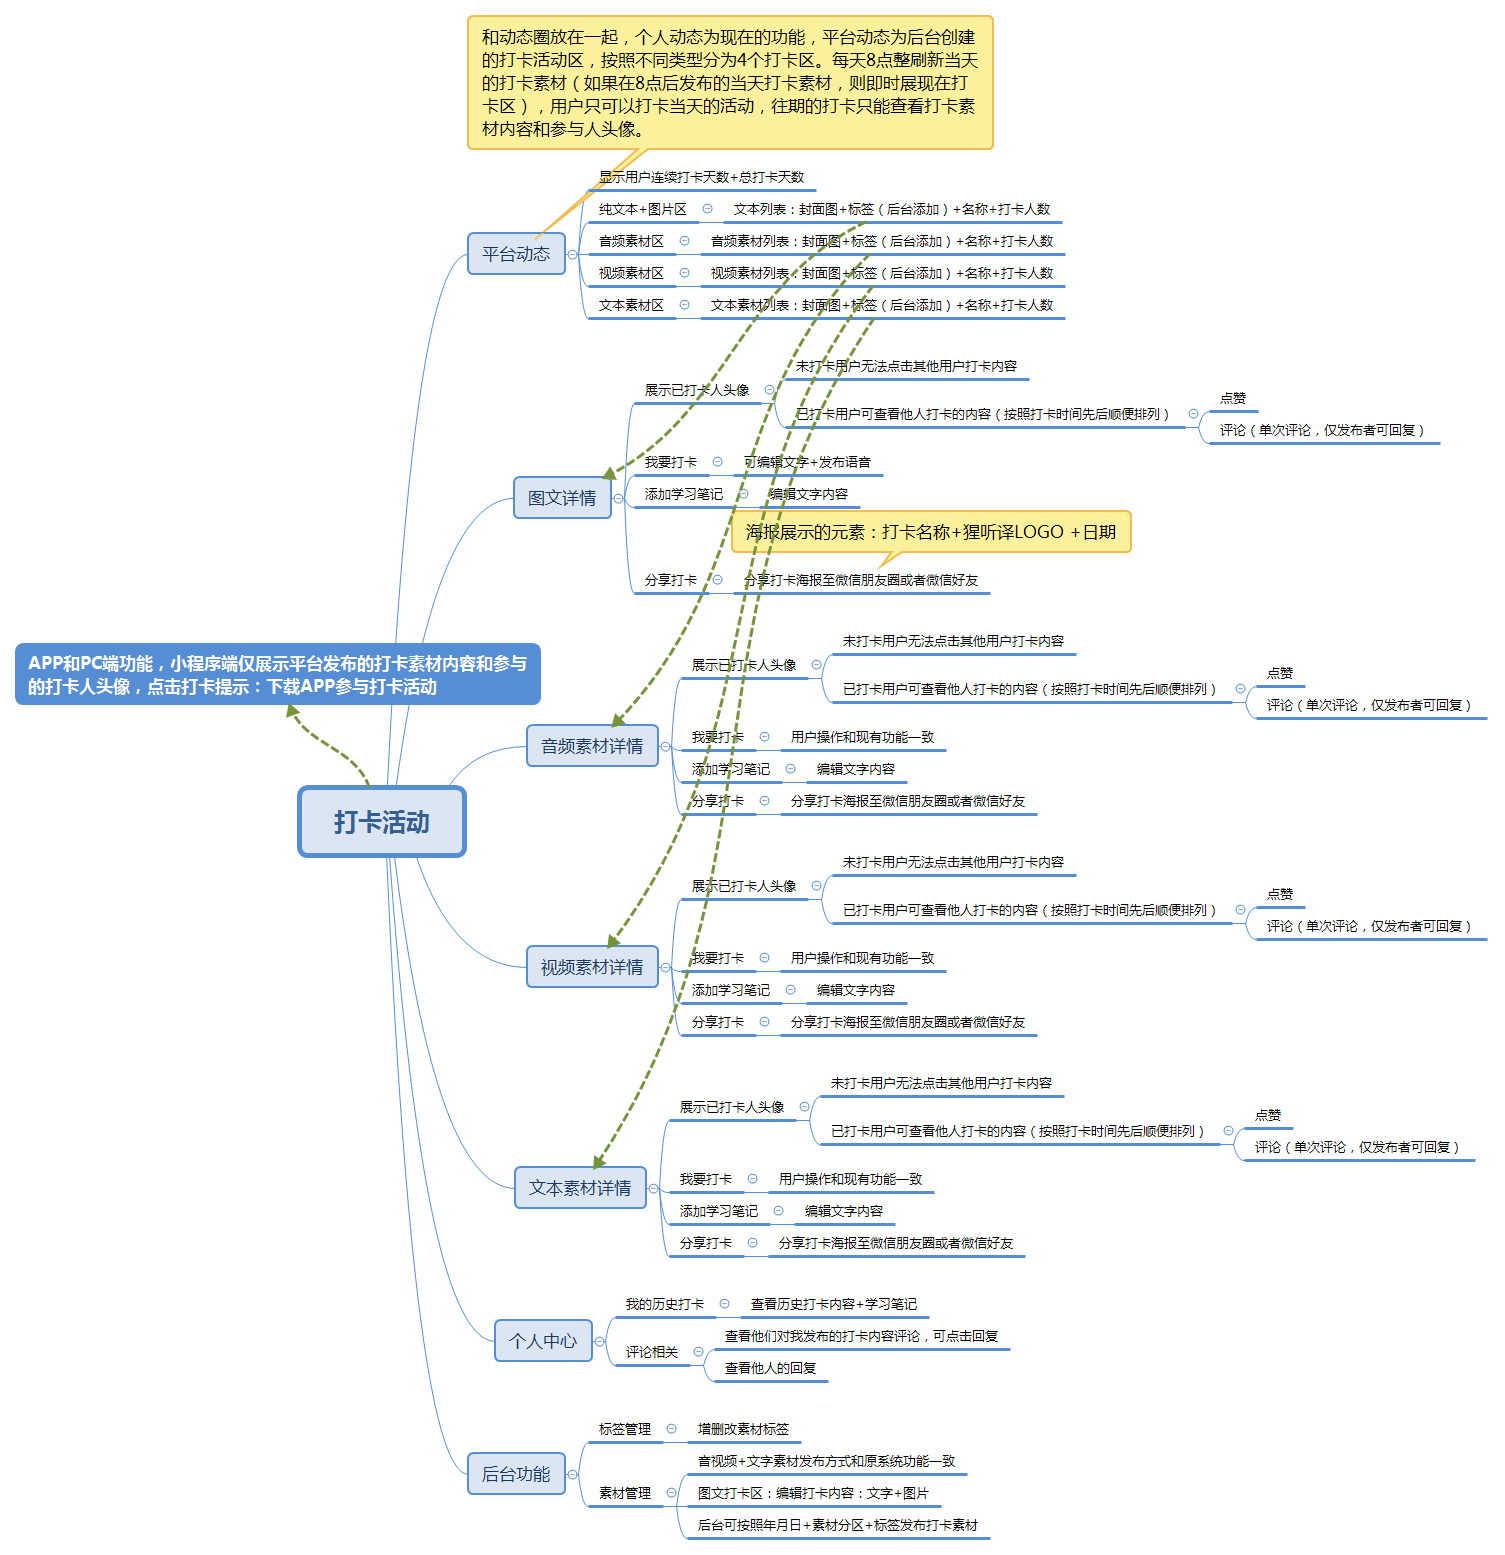 和动态圈放在一起，个人动态为现在的功能，平台动态为后台创建
的打卡活动区，按照不同类型分为4个打卡区。每天8点整刷新当天
的打卡素材（如果在8点后发布的当天打卡素材，则即时展现在打
卡区），用户只可以打卡当天的活动，往期的打卡只能查看打卡素
材内容和参与人头像。
平台动态
显示用户连续打卡天数+总打卡天数
纯文本+图片区
文本列表：封面图+标签（后台添加）+名称+打卡人数
音频素材区
音频素材列表：封面图+标签（后台添加）+名称+打卡人数
视频素材区
视频素材列表：封面图+标签（后台添加）+名称+打卡人数
文本素材区
文本素材列表：封面图+标签（后台添加）+名称+打卡人数
图文详情
展示已打卡人头像
未打卡用户无法点击其他用户打卡内容
已打卡用户可查看他人打卡的内容（按照打卡时间先后顺便排列）
点赞
评论（单次评论，仅发布者可回复）
我要打卡
可编辑文字+发布语音
添加学习笔记
编辑文字内容
海报展示的元素：打卡名称+猩听译LOGO +日期
分享打卡
分享打卡海报至微信朋友圈或者微信好友
APP和PC端功能，小程序端仅展示平台发布的打卡素材内容和参与
的打卡人头像，点击打卡提示：下载APP参与打卡活动
打卡活动
音频素材详情
展示已打卡人头像
未打卡用户无法点击其他用户打卡内容
已打卡用户可查看他人打卡的内容（按照打卡时间先后顺便排列）
点赞
评论（单次评论，仅发布者可回复）
我要打卡
用户操作和现有功能一致
添加学习笔记
编辑文字内容
分享打卡
分享打卡海报至微信朋友圈或者微信好友
视频素材详情
展示已打卡人头像
未打卡用户无法点击其他用户打卡内容
已打卡用户可查看他人打卡的内容（按照打卡时间先后顺便排列）
点赞
评论（单次评论，仅发布者可回复）
我要打卡
用户操作和现有功能一致
添加学习笔记
编辑文字内容
分享打卡
分享打卡海报至微信朋友圈或者微信好友
文本素材详情
展示已打卡人头像
未打卡用户无法点击其他用户打卡内容
已打卡用户可查看他人打卡的内容（按照打卡时间先后顺便排列）
点赞
评论（单次评论，仅发布者可回复）
我要打卡
用户操作和现有功能一致
添加学习笔记
编辑文字内容
分享打卡
分享打卡海报至微信朋友圈或者微信好友
个人中心
我的历史打卡
查看历史打卡内容+学习笔记
评论相关
查看他们对我发布的打卡内容评论，可点击回复
查看他人的回复
后台功能
标签管理
增删改素材标签
素材管理
音视频+文字素材发布方式和原系统功能一致
图文打卡区：编辑打卡内容：文字+图片
后台可按照年月日+素材分区+标签发布打卡素材